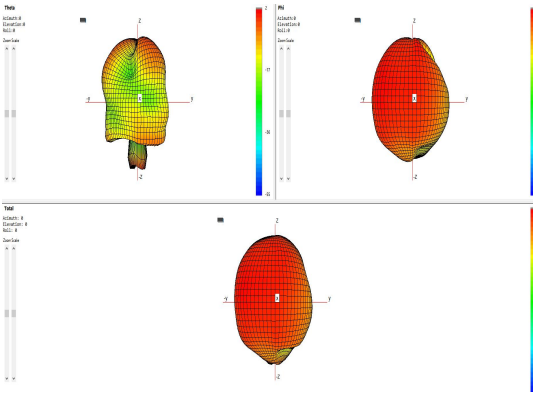 Theta
Azimuth:0
Elevation:0
Roll:0
Zoom Scale
Z
-Y
X
Y
-Z
Phi
Azimuth:0
Elevation:0
Roll:0
Zoom Scale
Z
-Y
X
Y
-Z
Total
Azimuth: 0
Elevation: 0
Roll: 0
Zoom Scale
Z
-Y
X
Y
-Z